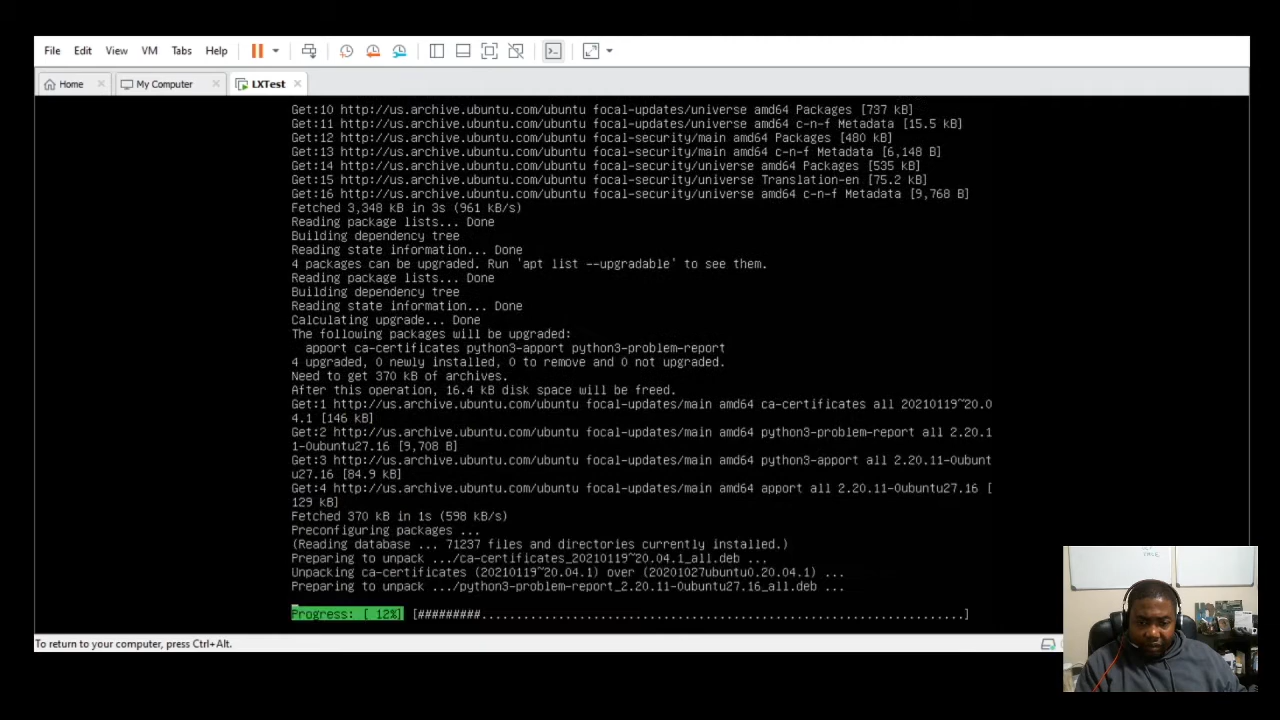 File Edit View VM Tabs Help
Home My Computer LXTest
Get:10 http://us.archive.ubuntu.com/ubuntu focal-updates/universe amd64 Packages [737 kB]
Get:11 http://us.archive.ubuntu.com/ubuntu focal-updates/universe amd64 c-n-f Metadata [15.5 kB]
Get:12 http://us.archive.ubuntu.com/ubuntu focal-security/main amd64 Packages [480 kB]
Get:13 http://us.archive.ubuntu.com/ubuntu focal-security/main amd64 c-n-f Metadata [6,148 B]
Get:14 http://us.archive.ubuntu.com/ubuntu focal-security/universe amd64 Packages [535 kB]
Get:15 http://us.archive.ubuntu.com/ubuntu focal-security/universe Translation-en [75.2 kB]
Get:16 http://us.archive.ubuntu.com/ubuntu focal-security/universe amd64 c-n-f Metadata [9,768 B]
Fetched 3,348 kB in 3s (961 kB/s)
Reading package lists... Done
Building dependency tree
Reading state information... Done
4 packages can be upgraded. Run 'apt list --upgradable' to see them.
Reading package lists... Done
Building dependency tree
Reading state information... Done
Calculating upgrade... Done
The following packages will be upgraded:
apport ca-certificates python3-apport python3-problem-report
4 upgraded, 0 newly installed, 0 to remove and 0 not upgraded.
Need to get 370 kB of archives.
After this operation, 16.4 kB disk space will be freed.
Get:1 http://us.archive.ubuntu.com/ubuntu focal-updates/main amd64 ca-certificates all 20210119~20.0
4.1 [146 kB]
Get:2 http://us.archive.ubuntu.com/ubuntu focal-updates/main amd64 python3-problem-report all 2.20.1
1-0ubuntu27.16 [9,708 B]
Get:3 http://us.archive.ubuntu.com/ubuntu focal-updates/main amd64 python3-apport all 2.20.11-0ubunt
u27.16 [84.9 kB]
Get:4 http://us.archive.ubuntu.com/ubuntu focal-updates/main amd64 apport all 2.20.11-0ubuntu27.16 [
129 kB]
Fetched 370 kB in 1s (598 kB/s)
Preconfiguring packages ...
(Reading database ... 71237 files and directories currently installed.)
Preparing to unpack .../ca-certificates_20210119~20.04.1_all.deb ...
Unpacking ca-certificates (20210119~20.04.1) over (20201027ubuntu0.20.04.1) ...
Preparing to unpack .../python3-problem-report_2.20.11-0ubuntu27.16_all.deb ...
Progress: [ 12%] [#########.....................................................................]
To return to your computer, press Ctrl+Alt.